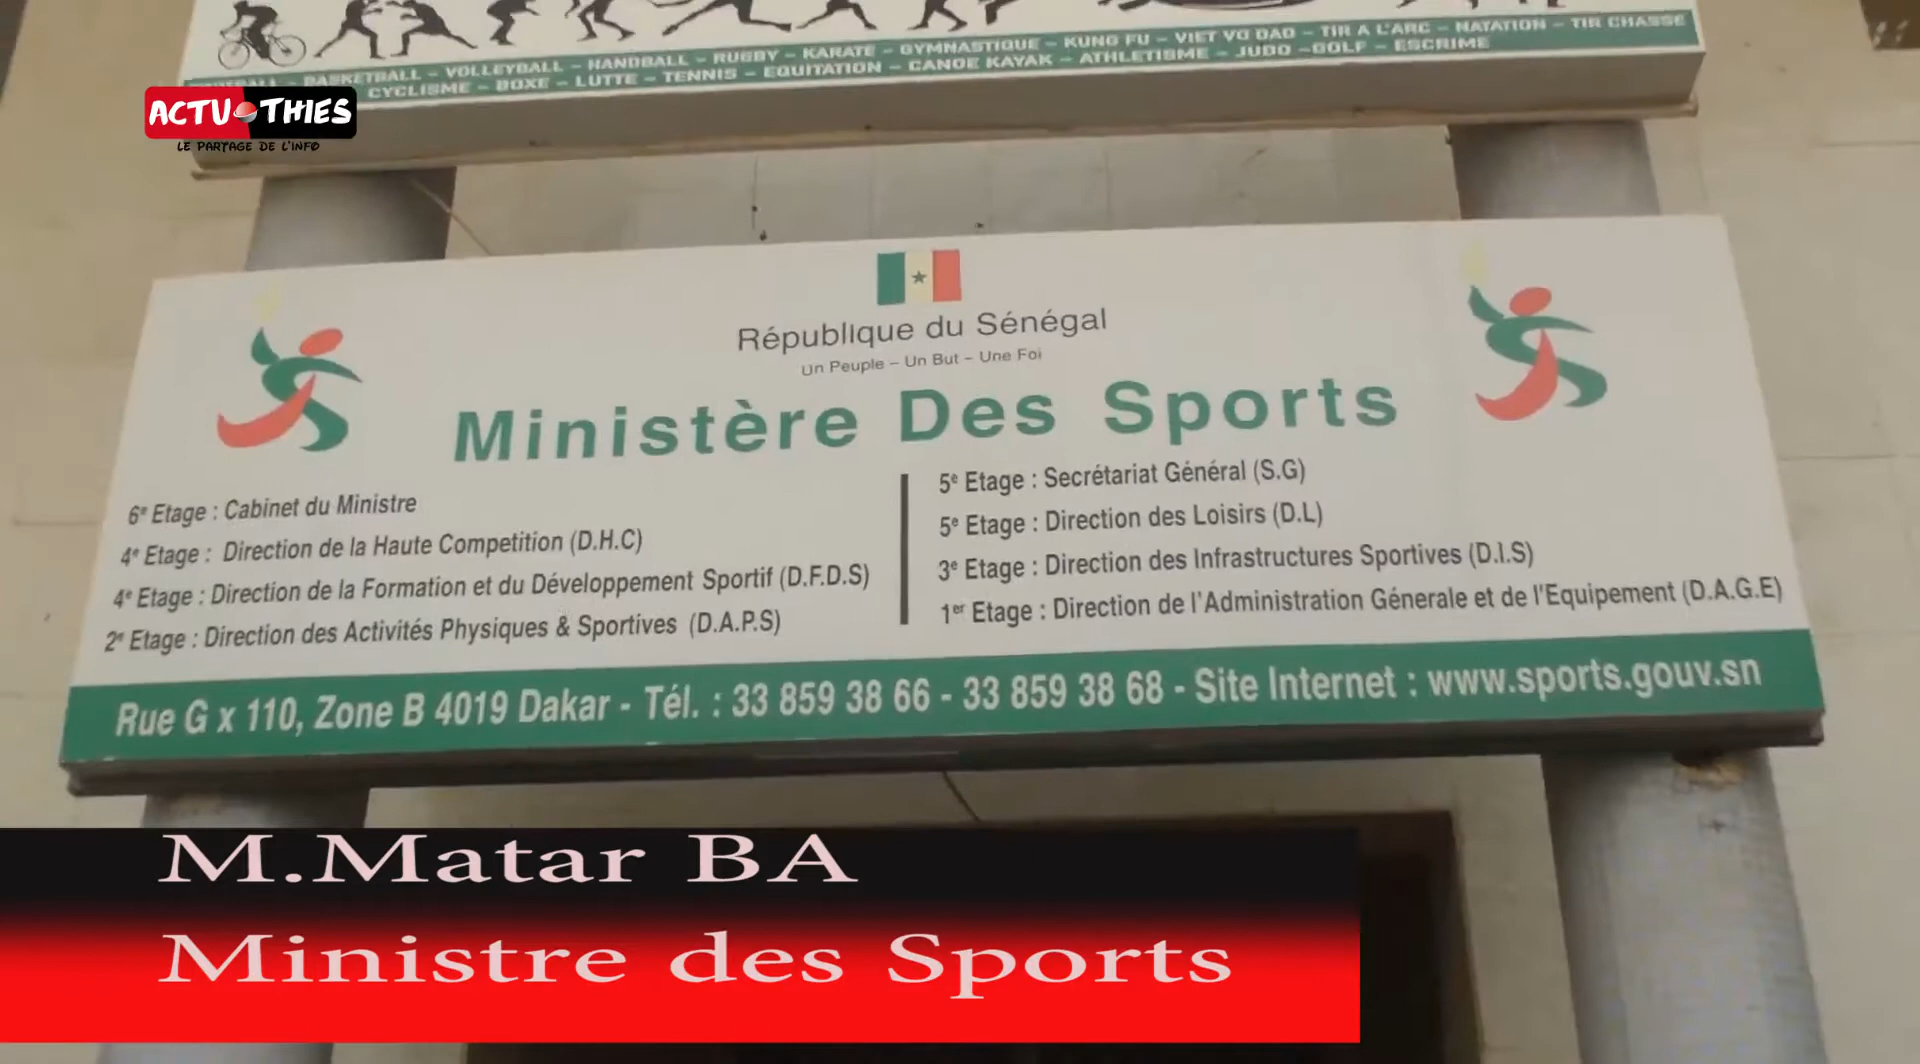 BASKETBALL – VOLLEYBALL – HANDBALL – RUGBY – KARATE – GYMNASTIQUE – KUNG FU – VIET VO DAO – TIR A L'ARC – NATATION – TIR CHASSE
CYCLISME – BOXE – LUTTE – TENNIS – EQUITATION – CANOE KAYAK – ATHLETISME – JUDO – GOLF – ESCRIME
ACTU THIES
LE PARTAGE DE L'INFO
République du Sénégal
Un Peuple – Un But – Une Foi
Ministère Des Sports
6e Etage : Cabinet du Ministre
4e Etage : Direction de la Haute Competition (D.H.C)
4e Etage : Direction de la Formation et du Développement Sportif (D.F.D.S)
2e Etage : Direction des Activités Physiques & Sportives (D.A.P.S)
5e Etage : Secrétariat Général (S.G)
5e Etage : Direction des Loisirs (D.L)
3e Etage : Direction des Infrastructures Sportives (D.I.S)
1er Etage : Direction de l'Administration Génerale et de l'Equipement (D.A.G.E)
Rue G x 110, Zone B 4019 Dakar - Tél. : 33 859 38 66 - 33 859 38 68 - Site Internet : www.sports.gouv.sn
M.Matar BA
Ministre des Sports